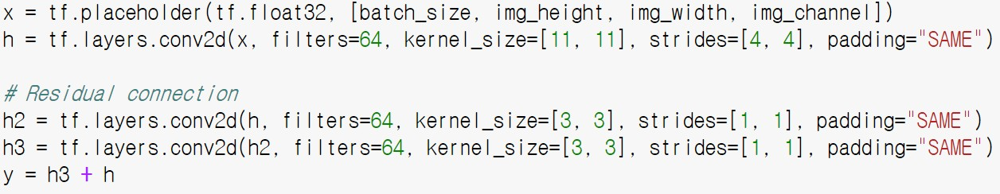 x = tf.placeholder(tf.float32, [batch_size, img_height, img_width, img_channel])
h = tf.layers.conv2d(x, filters=64, kernel_size=[11, 11], strides=[4, 4], padding="SAME")
# Residual connection
h2 = tf.layers.conv2d(h, filters=64, kernel_size=[3, 3], strides=[1, 1], padding="SAME")
h3 = tf.layers.conv2d(h2, filters=64, kernel_size=[3, 3], strides=[1, 1], padding="SAME")
y = h3 + h